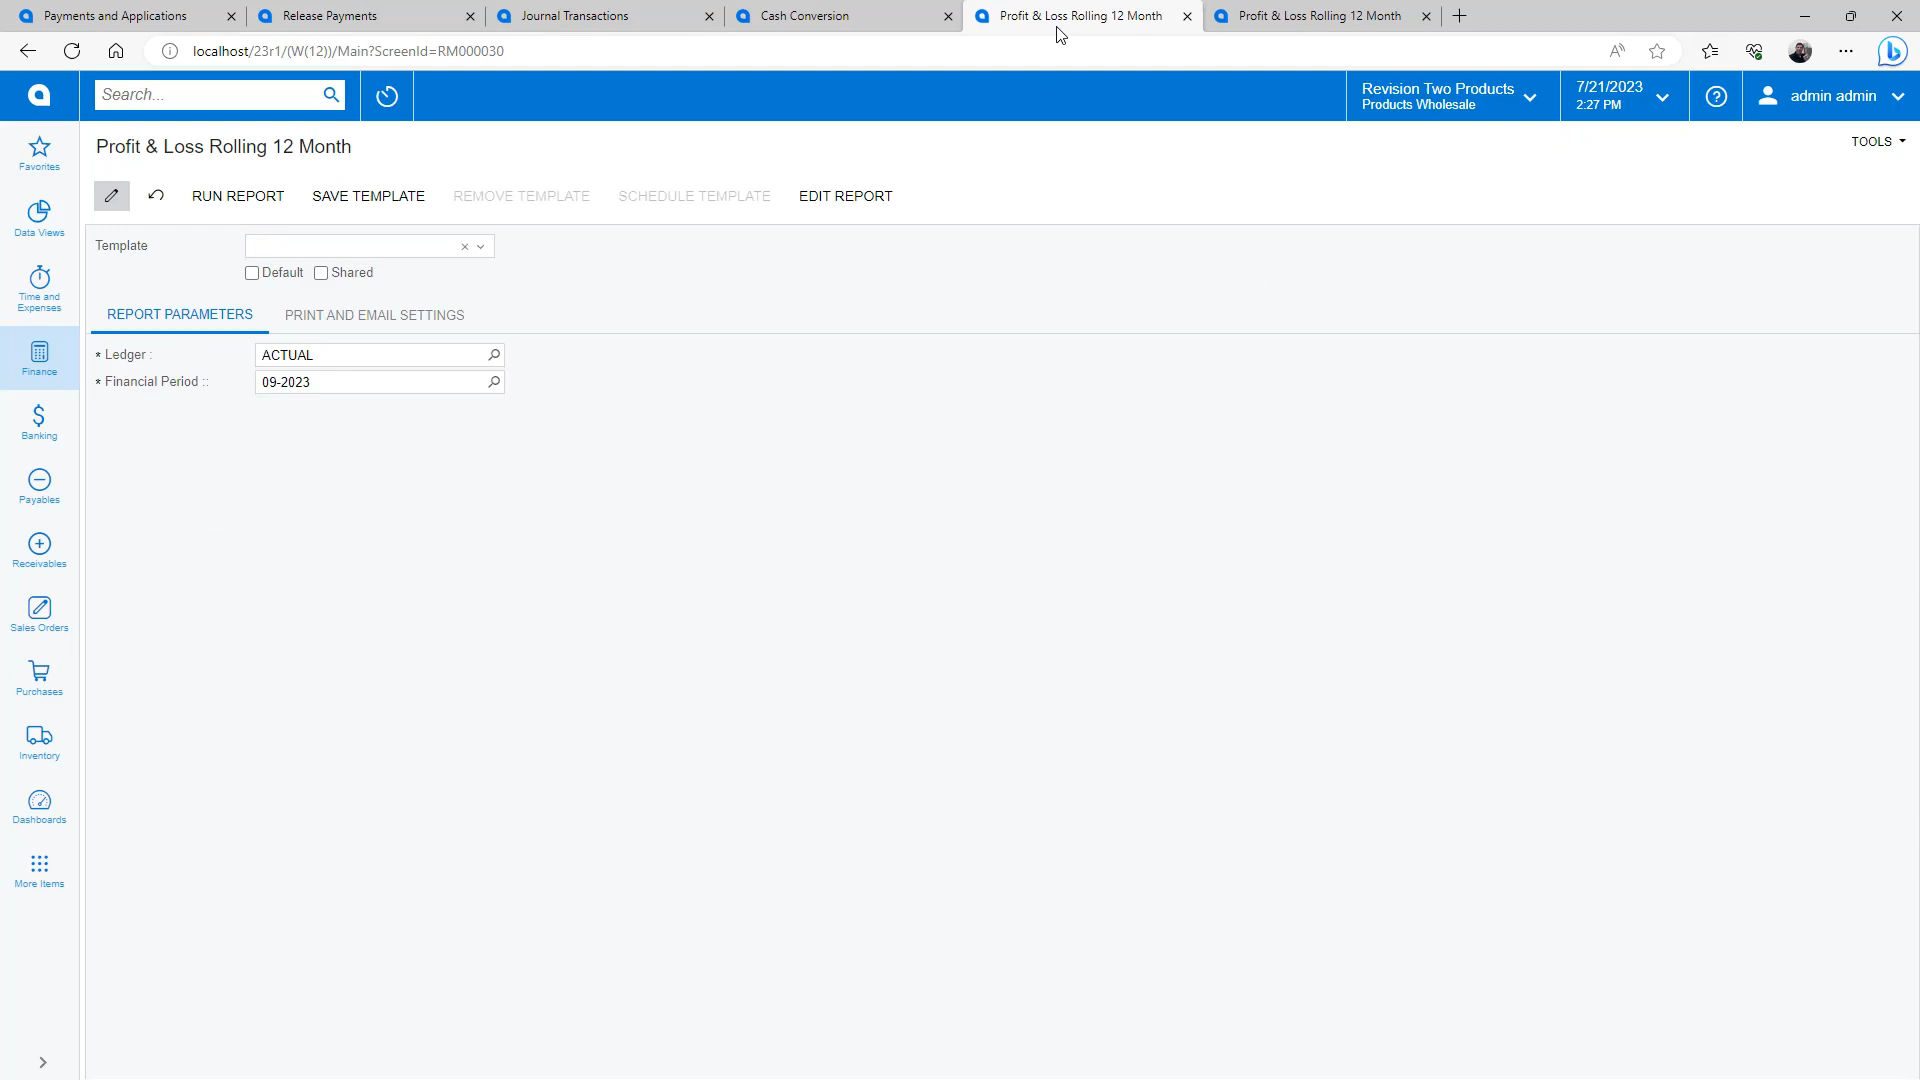 Payments and Applications
Release Payments
Journal Transactions
Cash Conversion
Profit & Loss Rolling 12 Month
Profit & Loss Rolling 12 Month
localhost/23r1/(W(12))/Main?ScreenId=RM000030
Search...
Revision Two Products
Products Wholesale
7/21/2023
2:27 PM
admin admin
Favorites
Data Views
Time and
Expenses
Finance
Banking
Payables
Receivables
Sales Orders
Purchases
Inventory
Dashboards
More Items
Profit & Loss Rolling 12 Month
TOOLS
RUN REPORT
SAVE TEMPLATE
REMOVE TEMPLATE
SCHEDULE TEMPLATE
EDIT REPORT
Template
Default
Shared
REPORT PARAMETERS
PRINT AND EMAIL SETTINGS
* Ledger : ACTUAL
* Financial Period :: 09-2023